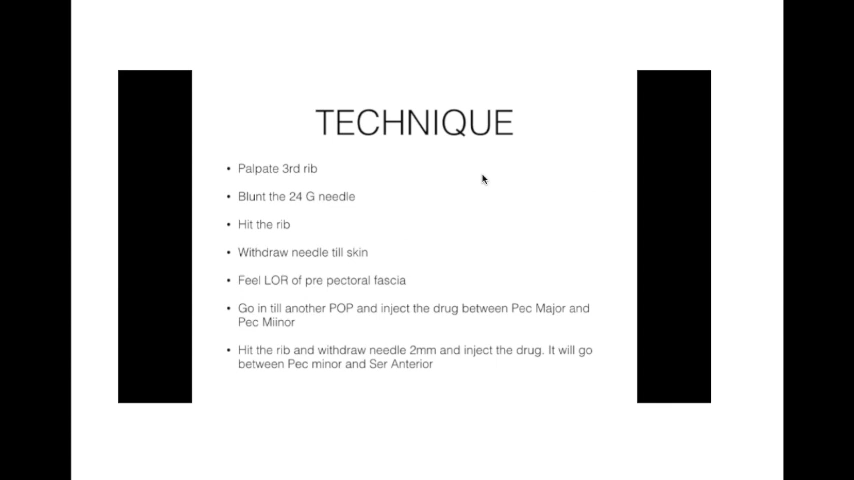 TECHNIQUE
• Palpate 3rd rib
• Blunt the 24 G needle
• Hit the rib
• Withdraw needle till skin
• Feel LOR of pre pectoral fascia
• Go in till another POP and inject the drug between Pec Major and
Pec Miinor
• Hit the rib and withdraw needle 2mm and inject the drug. It will go
between Pec minor and Ser Anterior